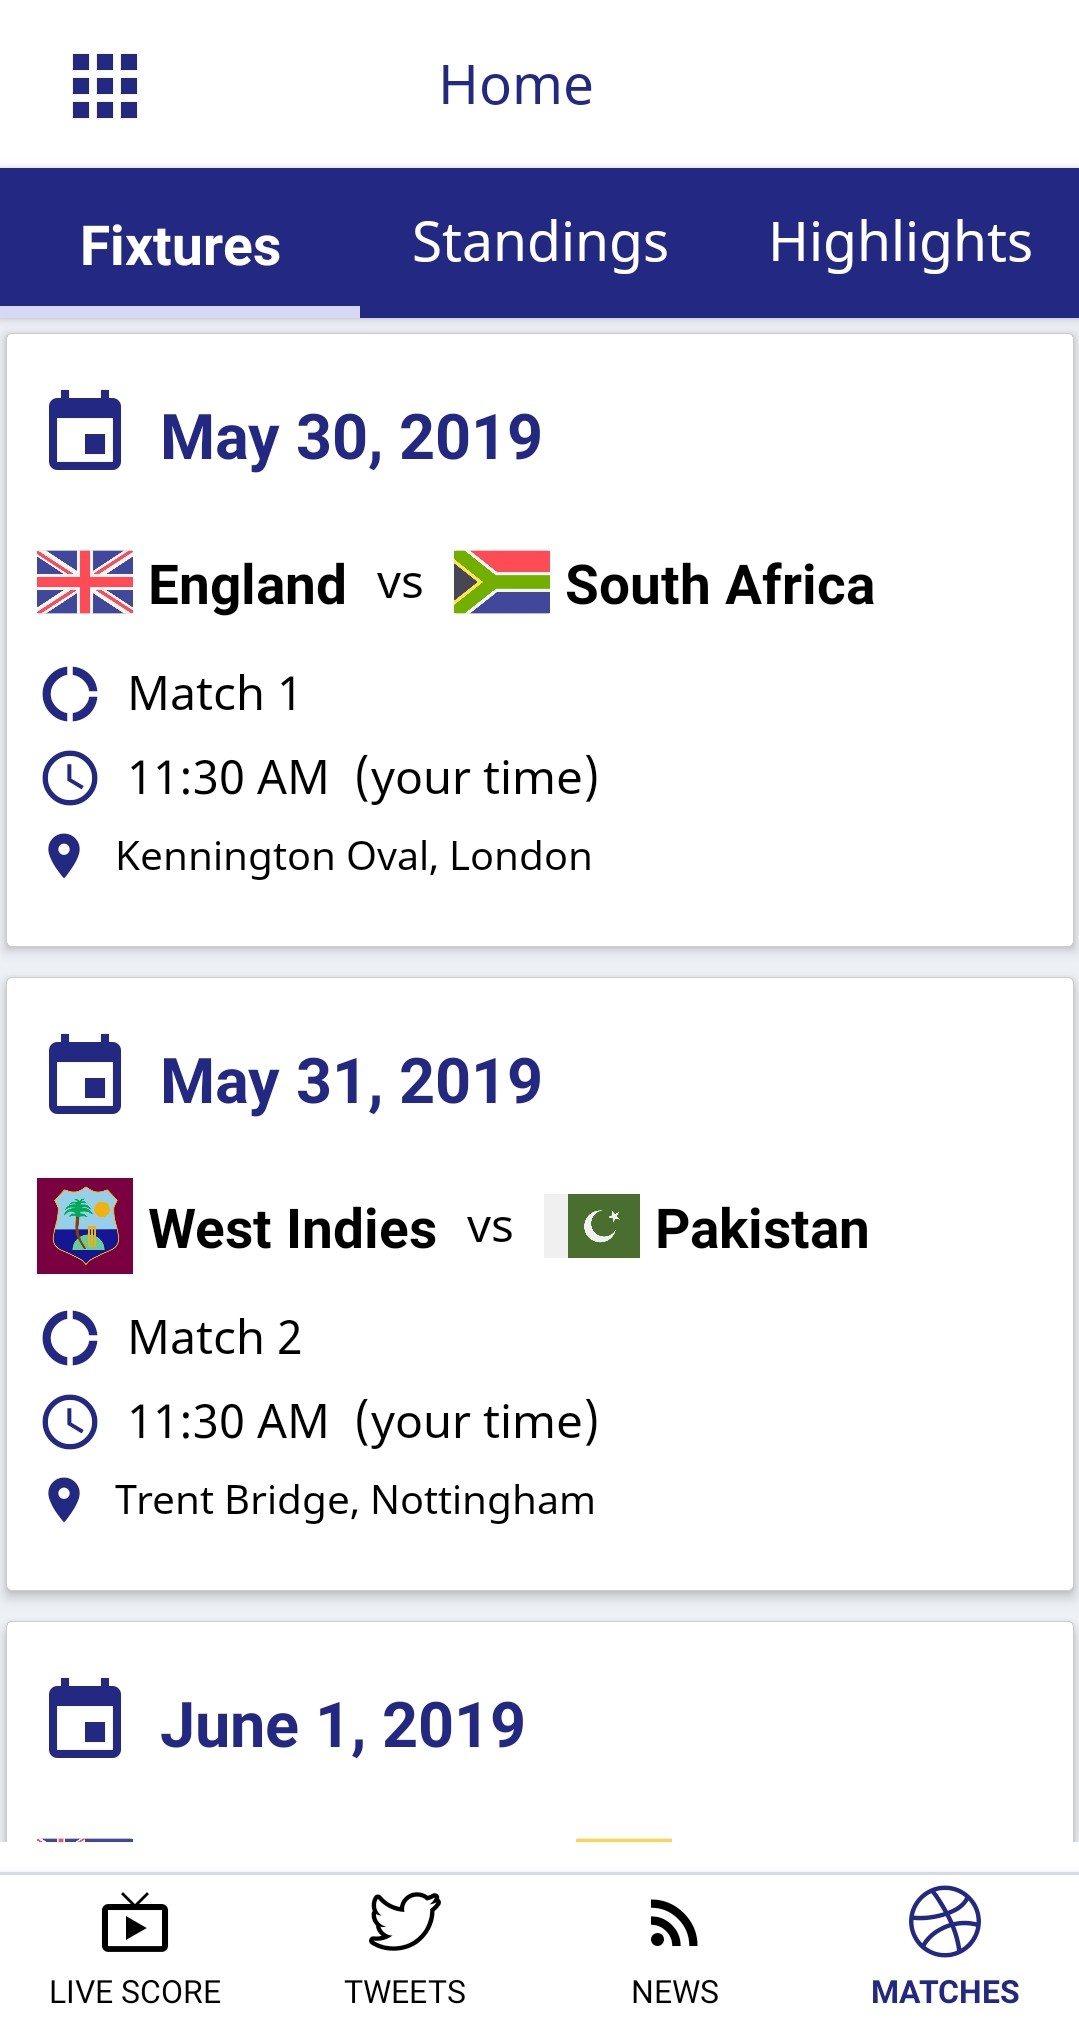 Home
Fixtures Standings Highlights
May 30, 2019
England vs South Africa
Match 1
11:30 AM (your time)
Kennington Oval, London
May 31, 2019
West Indies vs Pakistan
Match 2
11:30 AM (your time)
Trent Bridge, Nottingham
June 1, 2019
LIVE SCORE TWEETS NEWS MATCHES